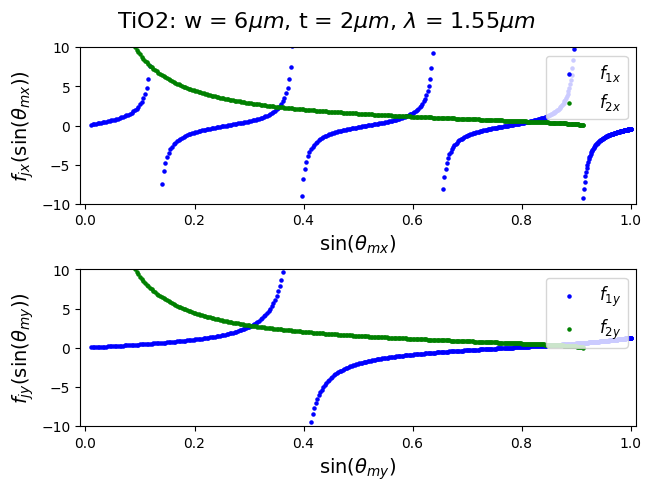 TiO2: w = 6μm, t = 2μm, λ = 1.55μm
f_jx(sin(θ_mx))
10
5
0
−5
−10
f_1x
f_2x
0.0 0.2 0.4 0.6 0.8 1.0
sin(θ_mx)
f_jy(sin(θ_my))
10
5
0
−5
−10
f_1y
f_2y
0.0 0.2 0.4 0.6 0.8 1.0
sin(θ_my)